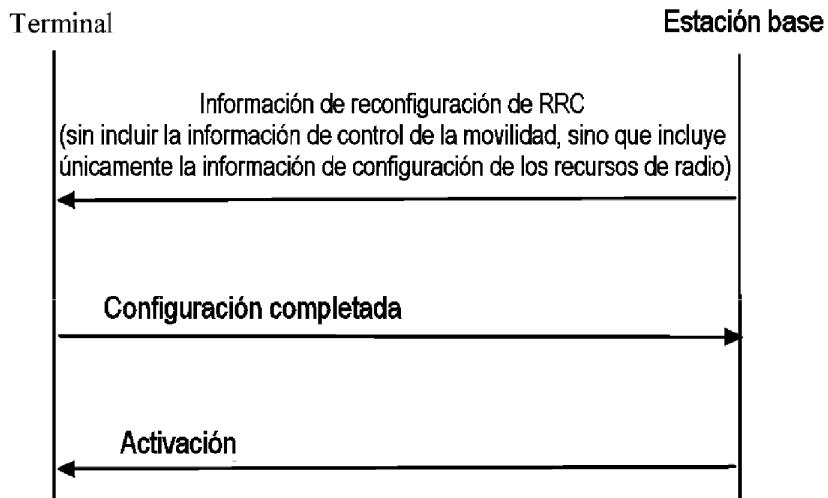 Terminal
Estación base
Información de reconfiguración de RRC
(sin incluir la información de control de la movilidad, sino que incluye
únicamente la información de configuración de los recursos de radio)
Configuración completada
Activación